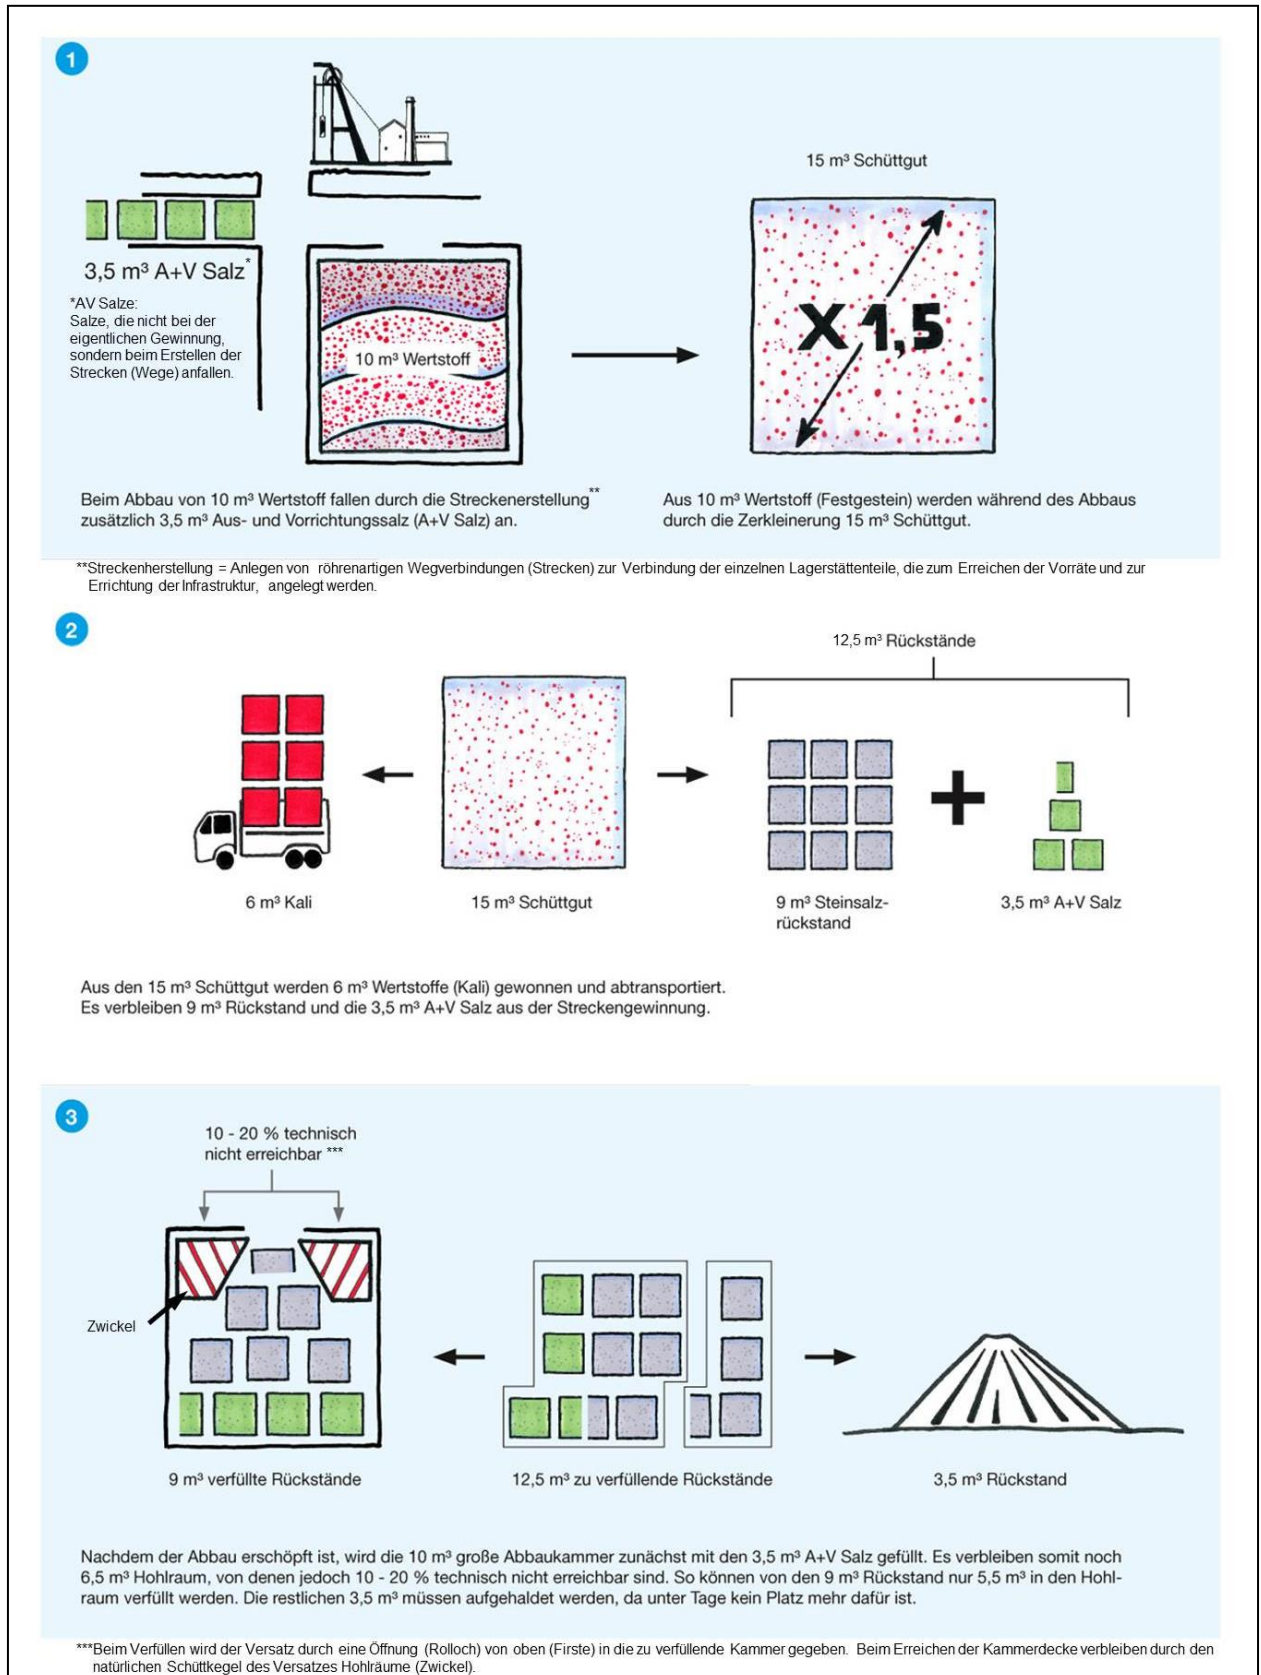 1
15 m³ Schüttgut
3,5 m³ A+V Salz*
*AV Salze:
Salze, die nicht bei der
eigentlichen Gewinnung,
sondern beim Erstellen der
Strecken (Wege) anfallen.
10 m³ Wertstoff
X 1,5
Beim Abbau von 10 m³ Wertstoff fallen durch die Streckenerstellung**
zusätzlich 3,5 m³ Aus- und Vorrichtungssalz (A+V Salz) an.
Aus 10 m³ Wertstoff (Festgestein) werden während des Abbaus
durch die Zerkleinerung 15 m³ Schüttgut.
**Streckenherstellung = Anlegen von röhrenartigen Wegverbindungen (Strecken) zur Verbindung der einzelnen Lagerstättenteile, die zum Erreichen der Vorräte und zur
Errichtung der Infrastruktur, angelegt werden.
2
12,5 m³ Rückstände
6 m³ Kali
15 m³ Schüttgut
9 m³ Steinsalz-
rückstand
+
3,5 m³ A+V Salz
Aus den 15 m³ Schüttgut werden 6 m³ Wertstoffe (Kali) gewonnen und abtransportiert.
Es verbleiben 9 m³ Rückstand und die 3,5 m³ A+V Salz aus der Streckengewinnung.
3
10 - 20 % technisch
nicht erreichbar ***
Zwickel
9 m³ verfüllte Rückstände
12,5 m³ zu verfüllende Rückstände
3,5 m³ Rückstand
Nachdem der Abbau erschöpft ist, wird die 10 m³ große Abbaukammer zunächst mit den 3,5 m³ A+V Salz gefüllt. Es verbleiben somit noch
6,5 m³ Hohlraum, von denen jedoch 10 - 20 % technisch nicht erreichbar sind. So können von den 9 m³ Rückstand nur 5,5 m³ in den Hohl-
raum verfüllt werden. Die restlichen 3,5 m³ müssen aufgehaldet werden, da unter Tage kein Platz mehr dafür ist.
***Beim Verfüllen wird der Versatz durch eine Öffnung (Rolloch) von oben (Firste) in die zu verfüllende Kammer gegeben. Beim Erreichen der Kammerdecke verbleiben durch den
natürlichen Schüttkegel des Versatzes Hohlräume (Zwickel).